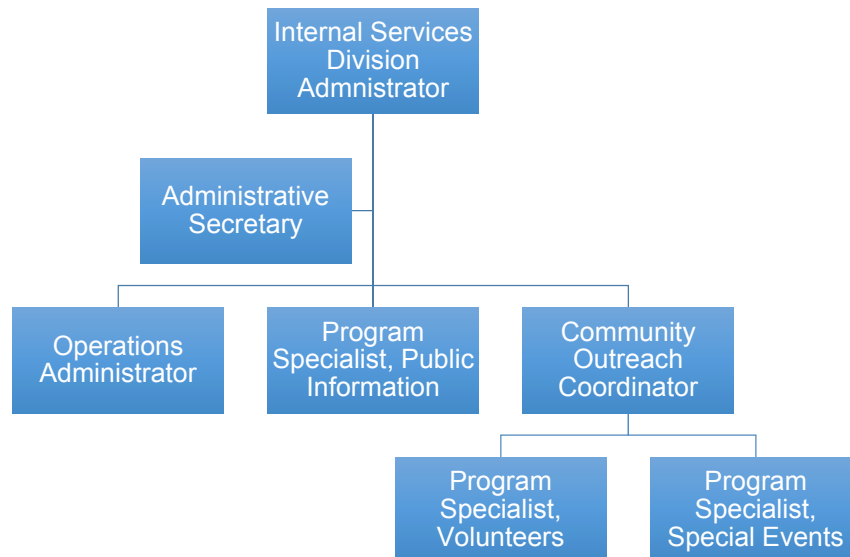 Internal Services
Division
Admnistrator
Administrative
Secretary
Operations
Administrator
Program
Specialist, Public
Information
Community
Outreach
Coordinator
Program
Specialist,
Volunteers
Program
Specialist,
Special Events